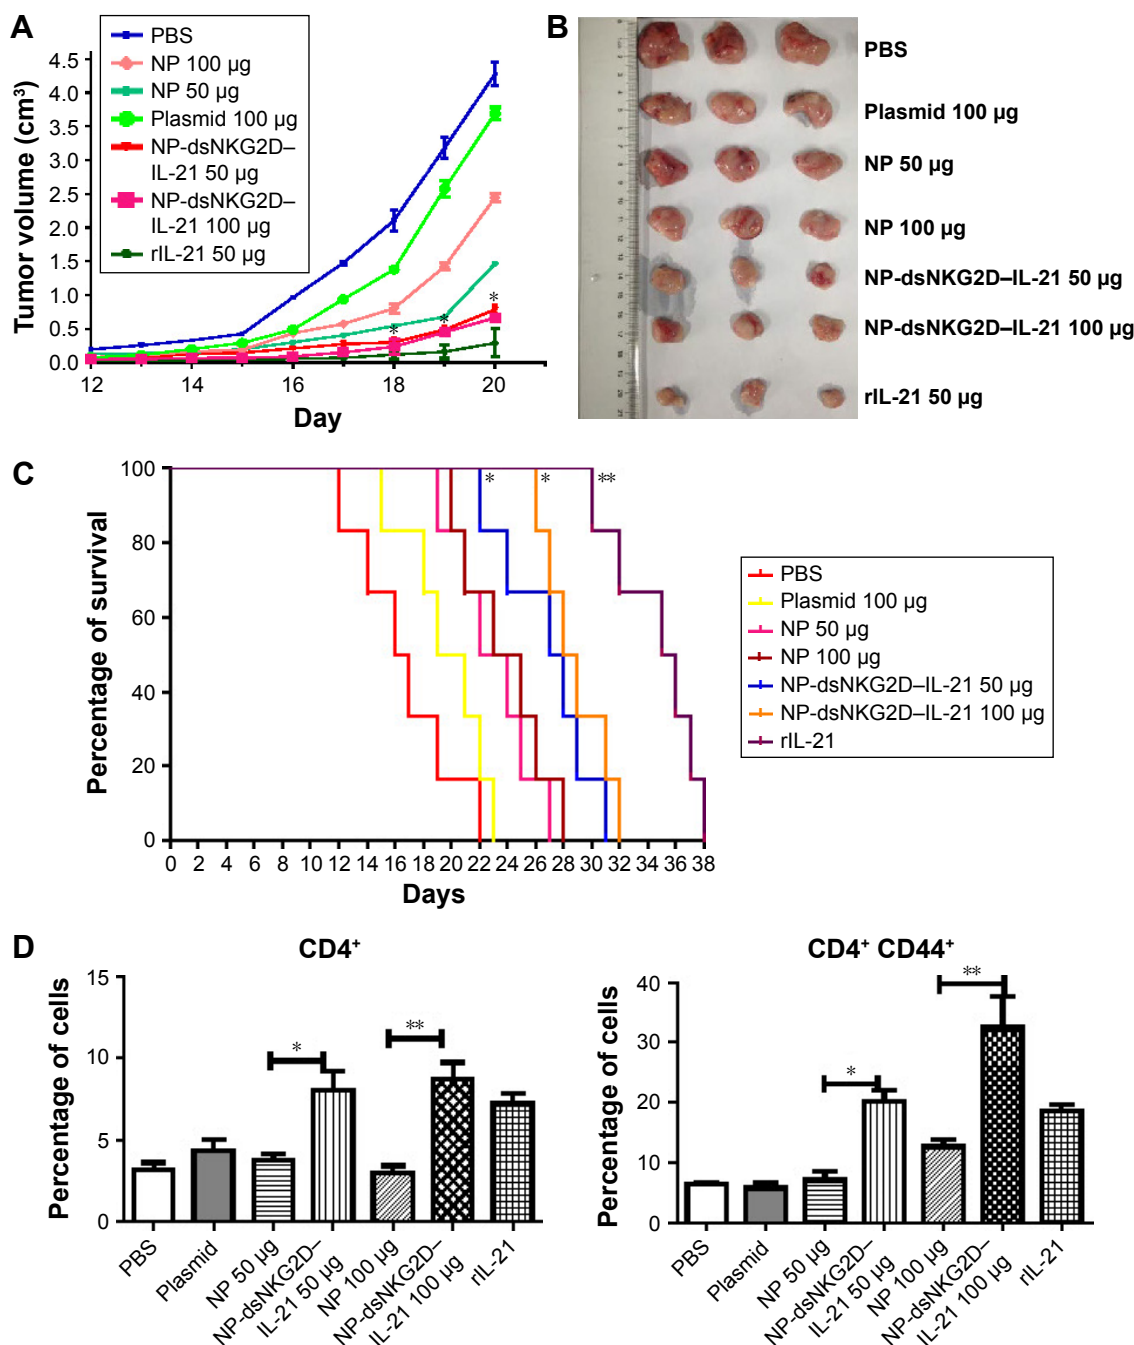 A
PBS
NP 100 µg
NP 50 µg
Plasmid 100 µg
NP-dsNKG2D–
IL-21 50 µg
NP-dsNKG2D–
IL-21 100 µg
rIL-21 50 µg
Tumor volume (cm³)
4.5
4.0
3.5
3.0
2.5
2.0
1.5
1.0
0.5
0.0
* * *
12 14 16 18 20
Day
B
PBS
Plasmid 100 µg
NP 50 µg
NP 100 µg
NP-dsNKG2D–IL-21 50 µg
NP-dsNKG2D–IL-21 100 µg
rIL-21 50 µg
C
Percentage of survival
100
80
60
40
20
0
* * **
0 2 4 6 8 10 12 14 16 18 20 22 24 26 28 30 32 34 36 38
Days
PBS
Plasmid 100 µg
NP 50 µg
NP 100 µg
NP-dsNKG2D–IL-21 50 µg
NP-dsNKG2D–IL-21 100 µg
rIL-21
D
CD4⁺
Percentage of cells
15
10
5
0
* **
PBS
Plasmid
NP 50 µg
NP-dsNKG2D–
IL-21 50 µg
NP 100 µg
NP-dsNKG2D–
IL-21 100 µg
rIL-21
CD4⁺ CD44⁺
Percentage of cells
40
30
20
10
0
* **
PBS
Plasmid
NP 50 µg
NP-dsNKG2D–
IL-21 50 µg
NP 100 µg
NP-dsNKG2D–
IL-21 100 µg
rIL-21